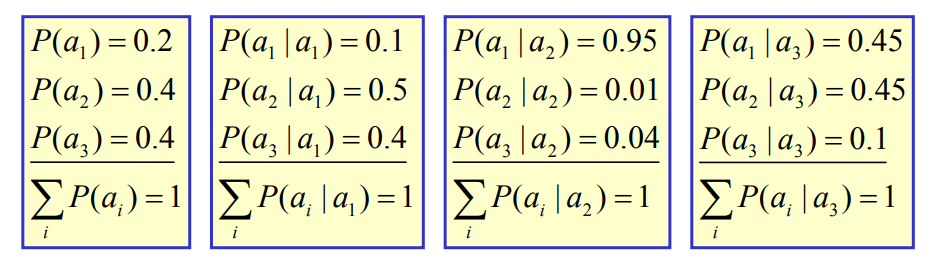 P(a₁) = 0.2
P(a₂) = 0.4
P(a₃) = 0.4
∑ᵢ P(aᵢ) = 1
P(a₁ | a₁) = 0.1
P(a₂ | a₁) = 0.5
P(a₃ | a₁) = 0.4
∑ᵢ P(aᵢ | a₁) = 1
P(a₁ | a₂) = 0.95
P(a₂ | a₂) = 0.01
P(a₃ | a₂) = 0.04
∑ᵢ P(aᵢ | a₂) = 1
P(a₁ | a₃) = 0.45
P(a₂ | a₃) = 0.45
P(a₃ | a₃) = 0.1
∑ᵢ P(aᵢ | a₃) = 1